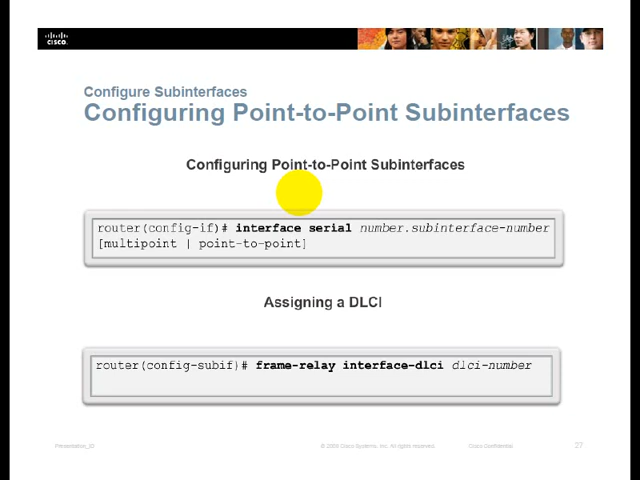 CISCO
Configure Subinterfaces
Configuring Point-to-Point Subinterfaces
Configuring Point-to-Point Subinterfaces
router(config-if)# interface serial number.subinterface-number
[multipoint | point-to-point]
Assigning a DLCI
router(config-subif)# frame-relay interface-dlci dlci-number
Presentation_ID
© 2008 Cisco Systems, Inc. All rights reserved.
Cisco Confidential
27